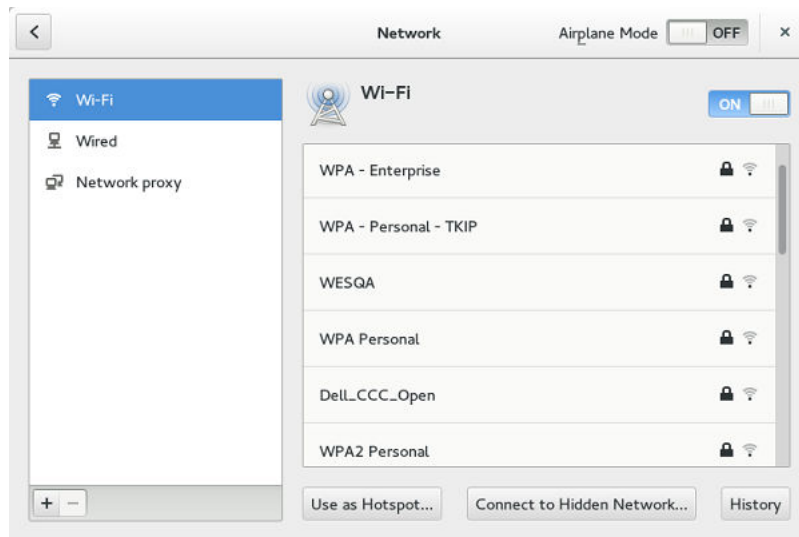 Network
Airplane Mode OFF
Wi-Fi
Wired
Network proxy
Wi-Fi
ON
WPA - Enterprise
WPA - Personal - TKIP
WESQA
WPA Personal
Dell_CCC_Open
WPA2 Personal
Use as Hotspot... Connect to Hidden Network... History